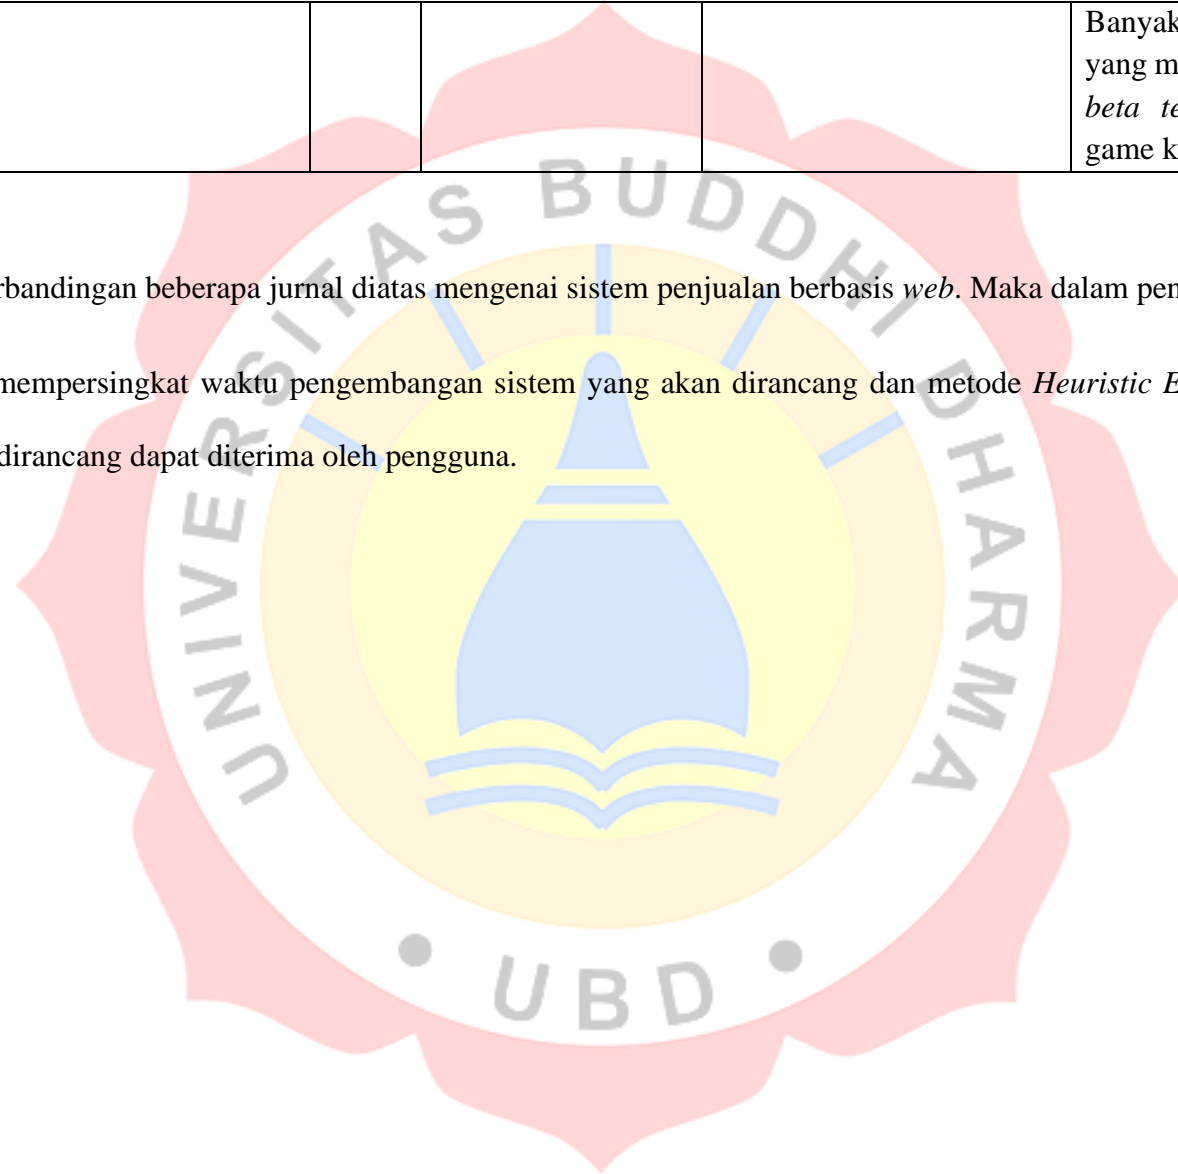 Banyak
yang m
beta te
game k
rbandingan beberapa jurnal diatas mengenai sistem penjualan berbasis web. Maka dalam pen
mempersingkat waktu pengembangan sistem yang akan dirancang dan metode Heuristic E
dirancang dapat diterima oleh pengguna.
UNIVERSITAS BUDDHI DHARMA
• UBD •